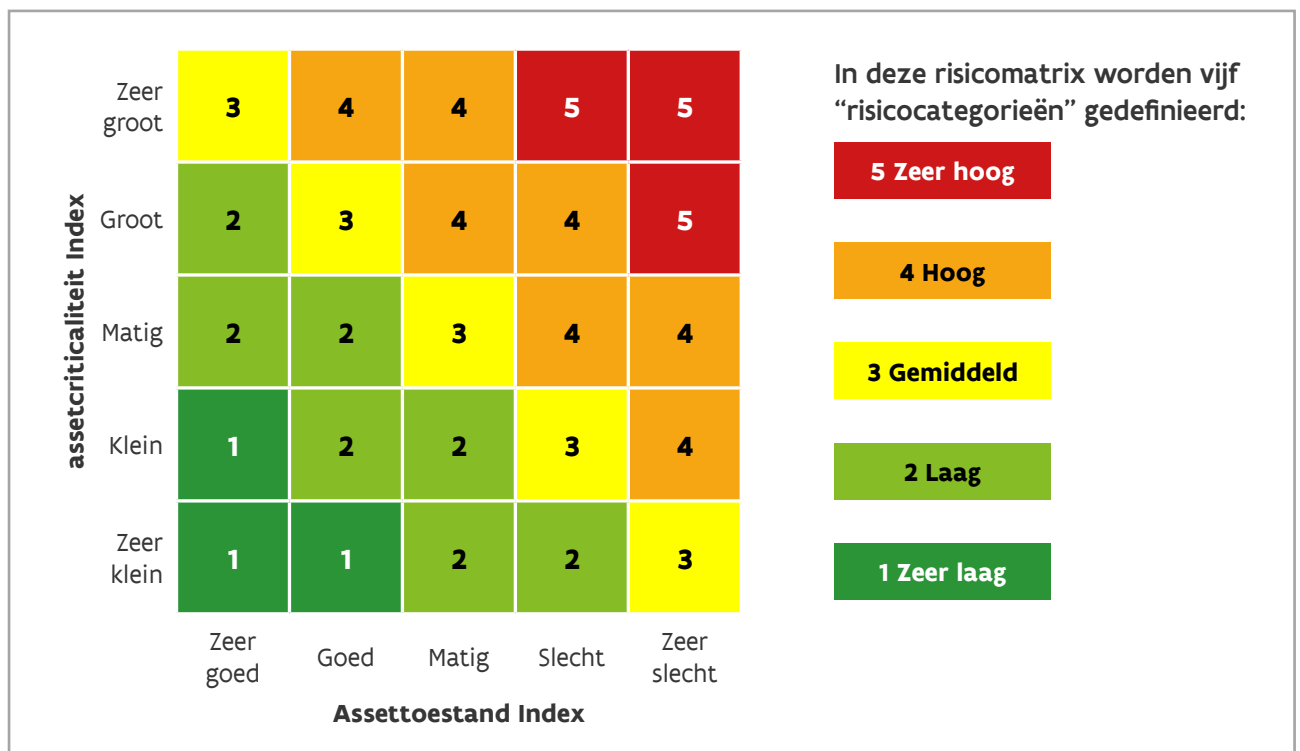 Zeer
groot
3 4 4 5 5
Groot
2 3 4 4 5
Matig
2 2 3 4 4
Klein
1 2 2 3 4
Zeer
klein
1 1 2 2 3
assetcriticaliteit Index
Zeer
goed
Goed
Matig
Slecht
Zeer
slecht
Assettoestand Index
In deze risicomatrix worden vijf
“risicocategorieën” gedefinieerd:
5 Zeer hoog
4 Hoog
3 Gemiddeld
2 Laag
1 Zeer laag